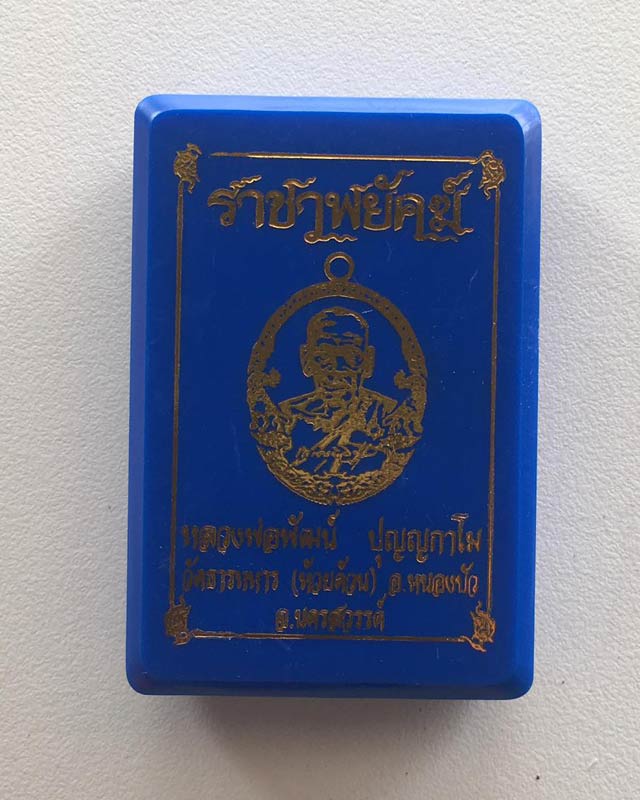 ราชาพยัคฆ์
หลวงพ่อพัฒน์ ปุญญกาโม
วัดธารทหาร (ห้วยด้วน) อ.หนองบัว
จ.นครสวรรค์